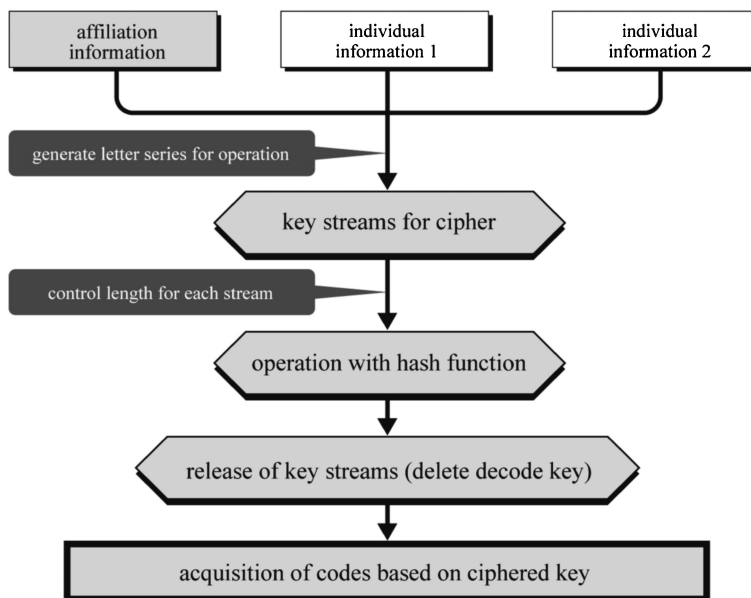 affiliation
information
individual
information 1
individual
information 2
generate letter series for operation
key streams for cipher
control length for each stream
operation with hash function
release of key streams (delete decode key)
acquisition of codes based on ciphered key